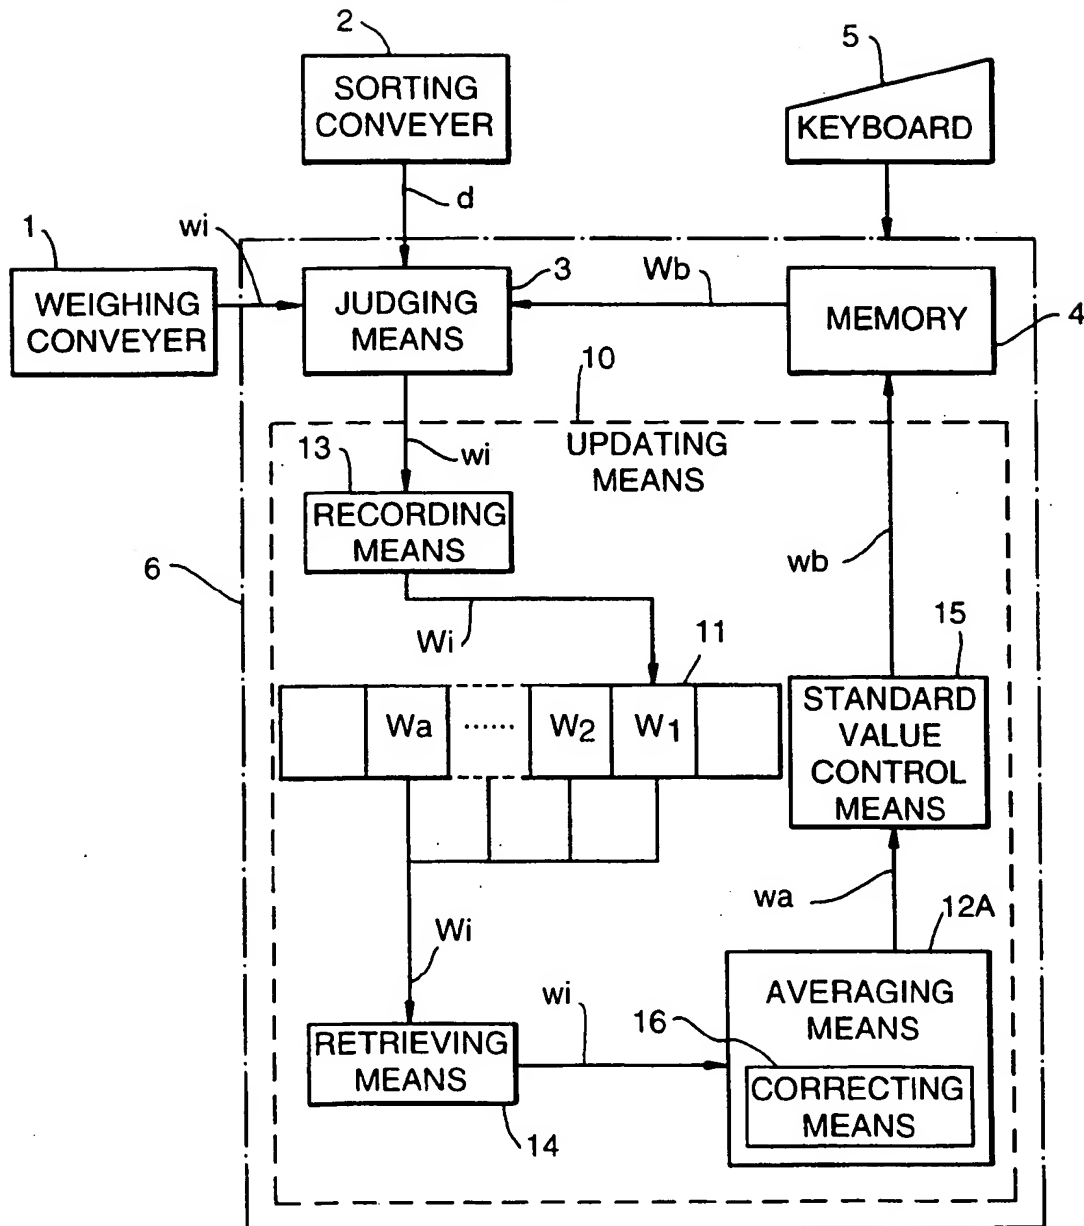 2
5
SORTING
CONVEYER
KEYBOARD
d
1
wi
3
Wb
WEIGHING
CONVEYER
JUDGING
MEANS
MEMORY
4
10
wi
UPDATING
MEANS
13
RECORDING
MEANS
6
wb
Wi
11
15
Wa
......
W2
W1
STANDARD
VALUE
CONTROL
MEANS
wa
12A
Wi
wi
AVERAGING
MEANS
16
RETRIEVING
MEANS
CORRECTING
MEANS
14